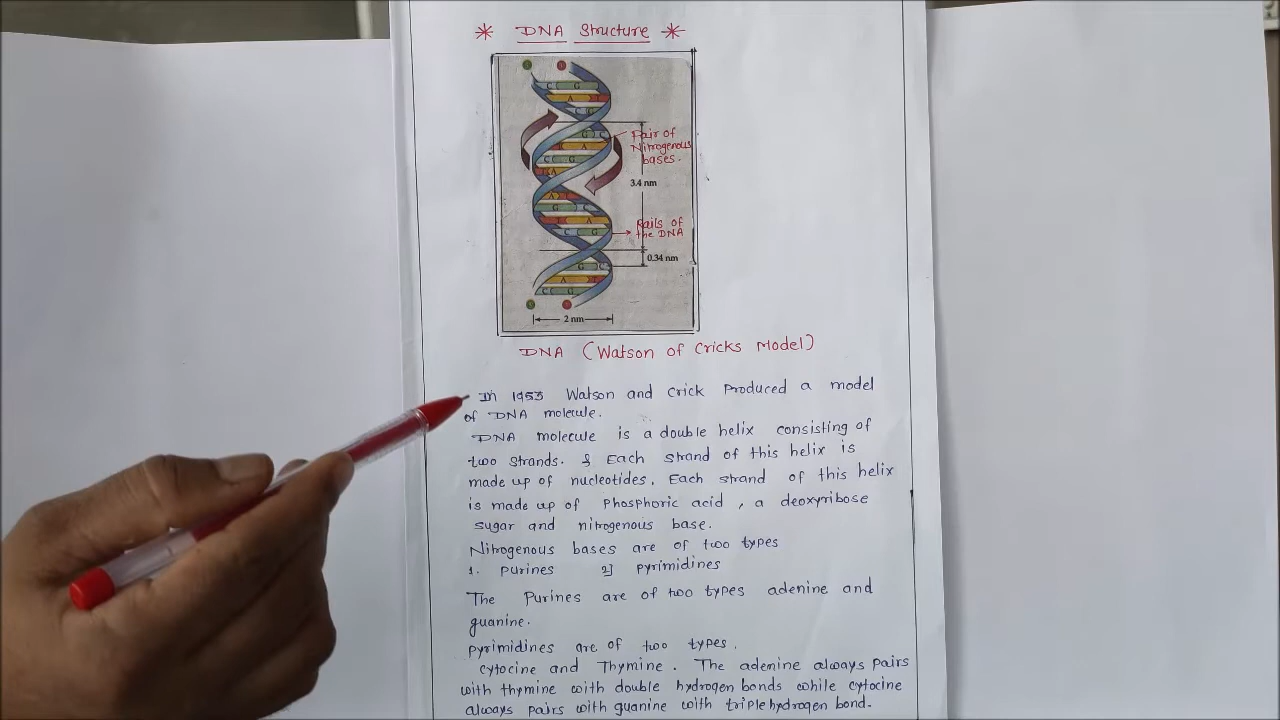 * DNA Structure *
Pair of
Nitrogenous
bases.
3.4 nm
Rails of
the DNA
0.34 nm
2 nm
DNA (Watson of Cricks Model)
In 1953 Watson and Crick Produced a model
of DNA molecule.
DNA molecule is a double helix consisting of
two strands. & Each strand of this helix is
made up of nucleotides. Each strand of this helix
is made up of Phosphoric acid, a deoxyribose
sugar and nitrogenous base.
Nitrogenous bases are of two types
1. purines 2] pyrimidines
The Purines are of two types adenine and
guanine.
pyrimidines are of two types.
cytocine and Thymine. The adenine always pairs
with thymine with double hydrogen bonds while cytocine
always pairs with guanine with triple hydrogen bond.